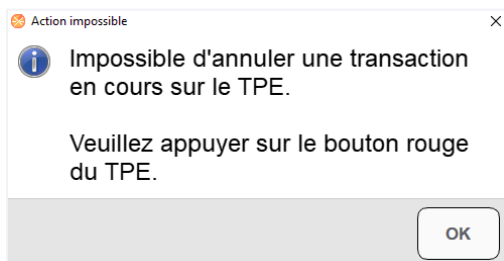 Action impossible
Impossible d'annuler une transaction
en cours sur le TPE.
Veuillez appuyer sur le bouton rouge
du TPE.
OK